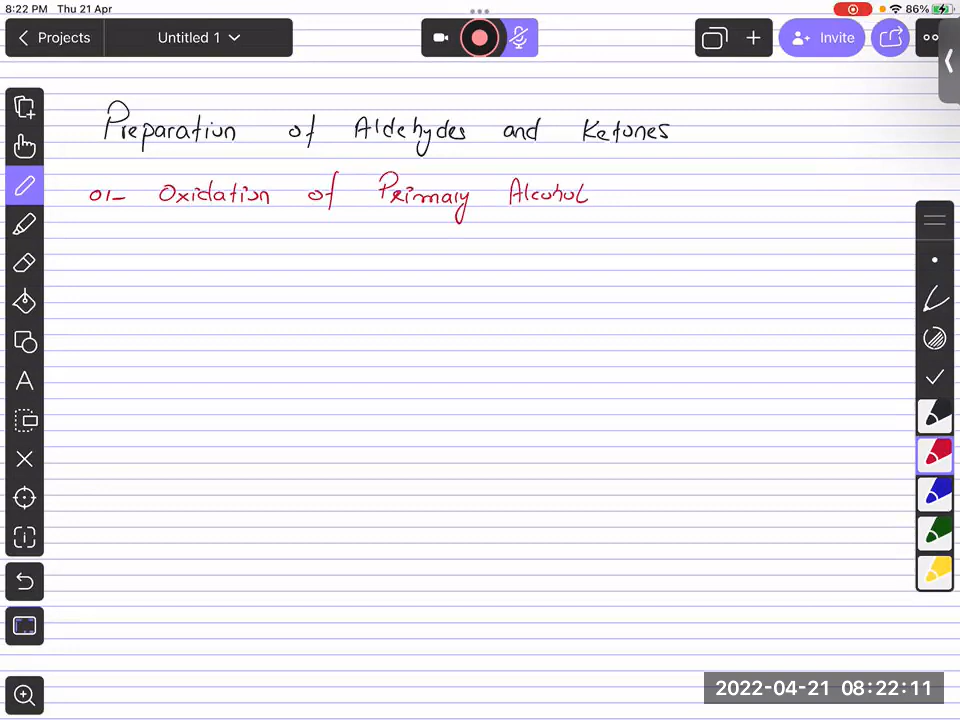 8:22 PM Thu 21 Apr
86%
Projects
Untitled 1
Invite
Preparation of Aldehydes and Ketones
01- Oxidation of Primary Alcohol
A
2022-04-21 08:22:11